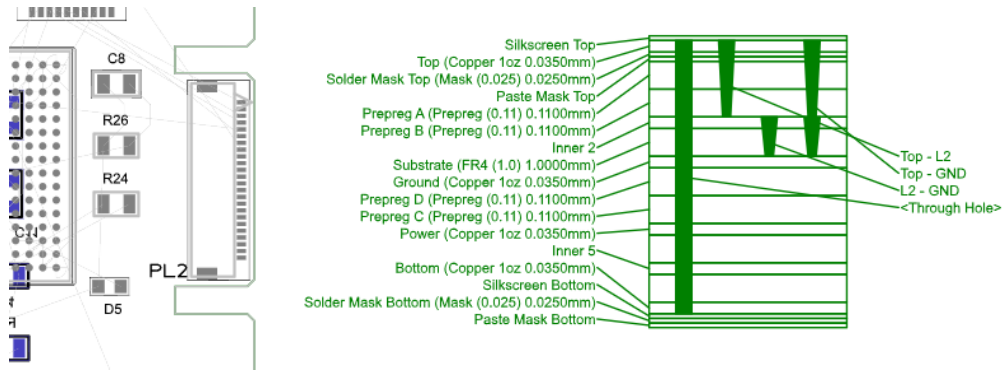 C8
R26
R24
C11
PL2
D5
Silkscreen Top
Top (Copper 1oz 0.0350mm)
Solder Mask Top (Mask (0.025) 0.0250mm)
Paste Mask Top
Prepreg A (Prepreg (0.11) 0.1100mm)
Prepreg B (Prepreg (0.11) 0.1100mm)
Inner 2
Substrate (FR4 (1.0) 1.0000mm)
Ground (Copper 1oz 0.0350mm)
Prepreg D (Prepreg (0.11) 0.1100mm)
Prepreg C (Prepreg (0.11) 0.1100mm)
Power (Copper 1oz 0.0350mm)
Inner 5
Bottom (Copper 1oz 0.0350mm)
Silkscreen Bottom
Solder Mask Bottom (Mask (0.025) 0.0250mm)
Paste Mask Bottom
Top - L2
Top - GND
L2 - GND
<Through Hole>